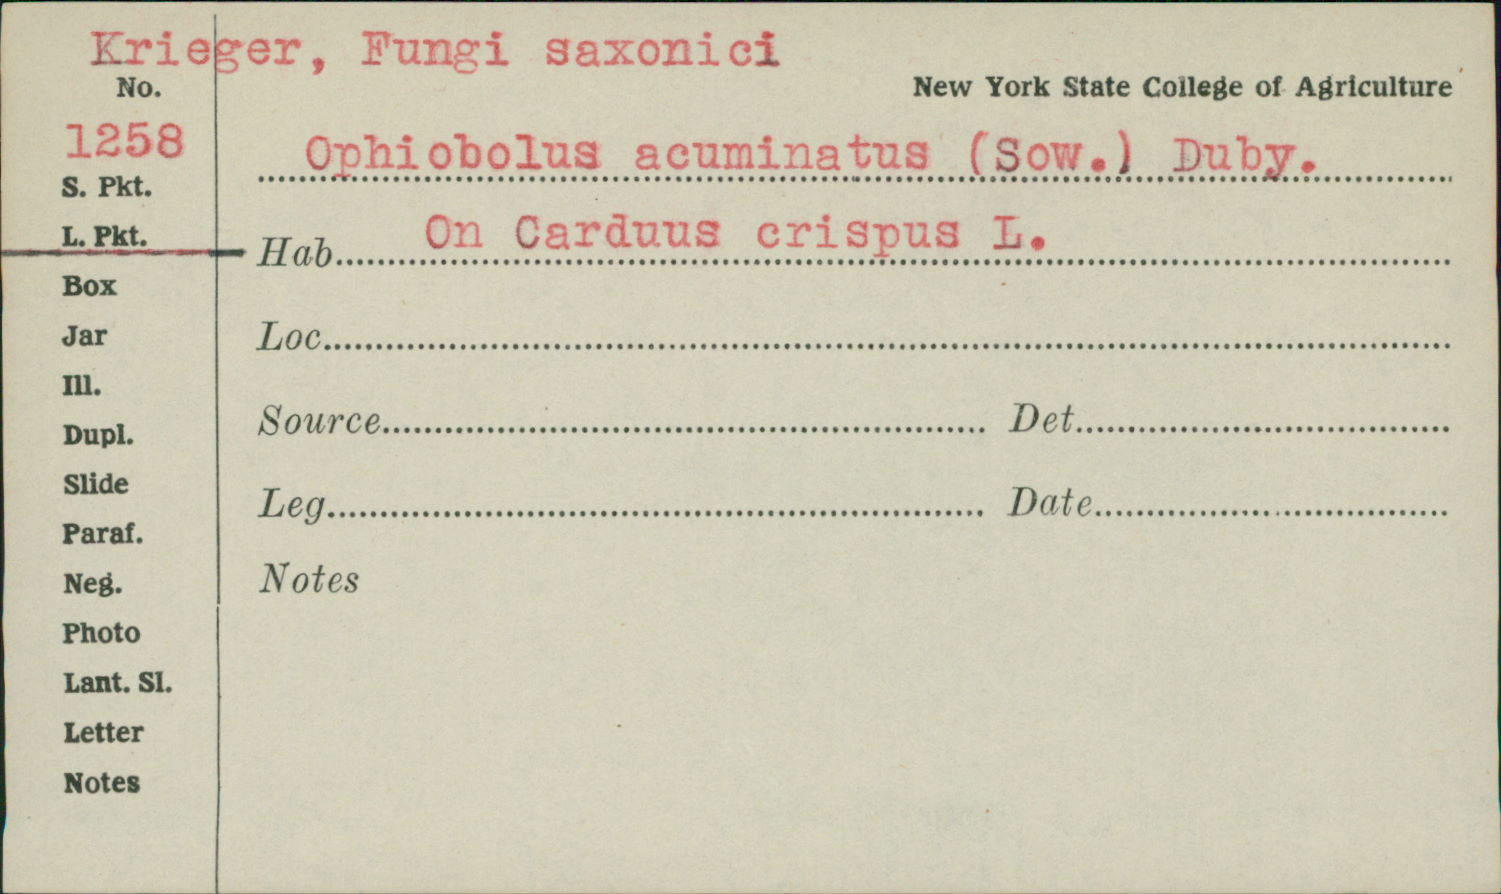 Krieger, Fungi saxonici
No.
New York State College of Agriculture
1258
Ophiobolus acuminatus (Sow.) Duby.
S. Pkt.
L. Pkt.
Hab. On Carduus crispus L.
Box
Jar
Loc.
Ill.
Source Det.
Dupl.
Slide
Leg. Date
Paraf.
Neg.
Notes
Photo
Lant. Sl.
Letter
Notes